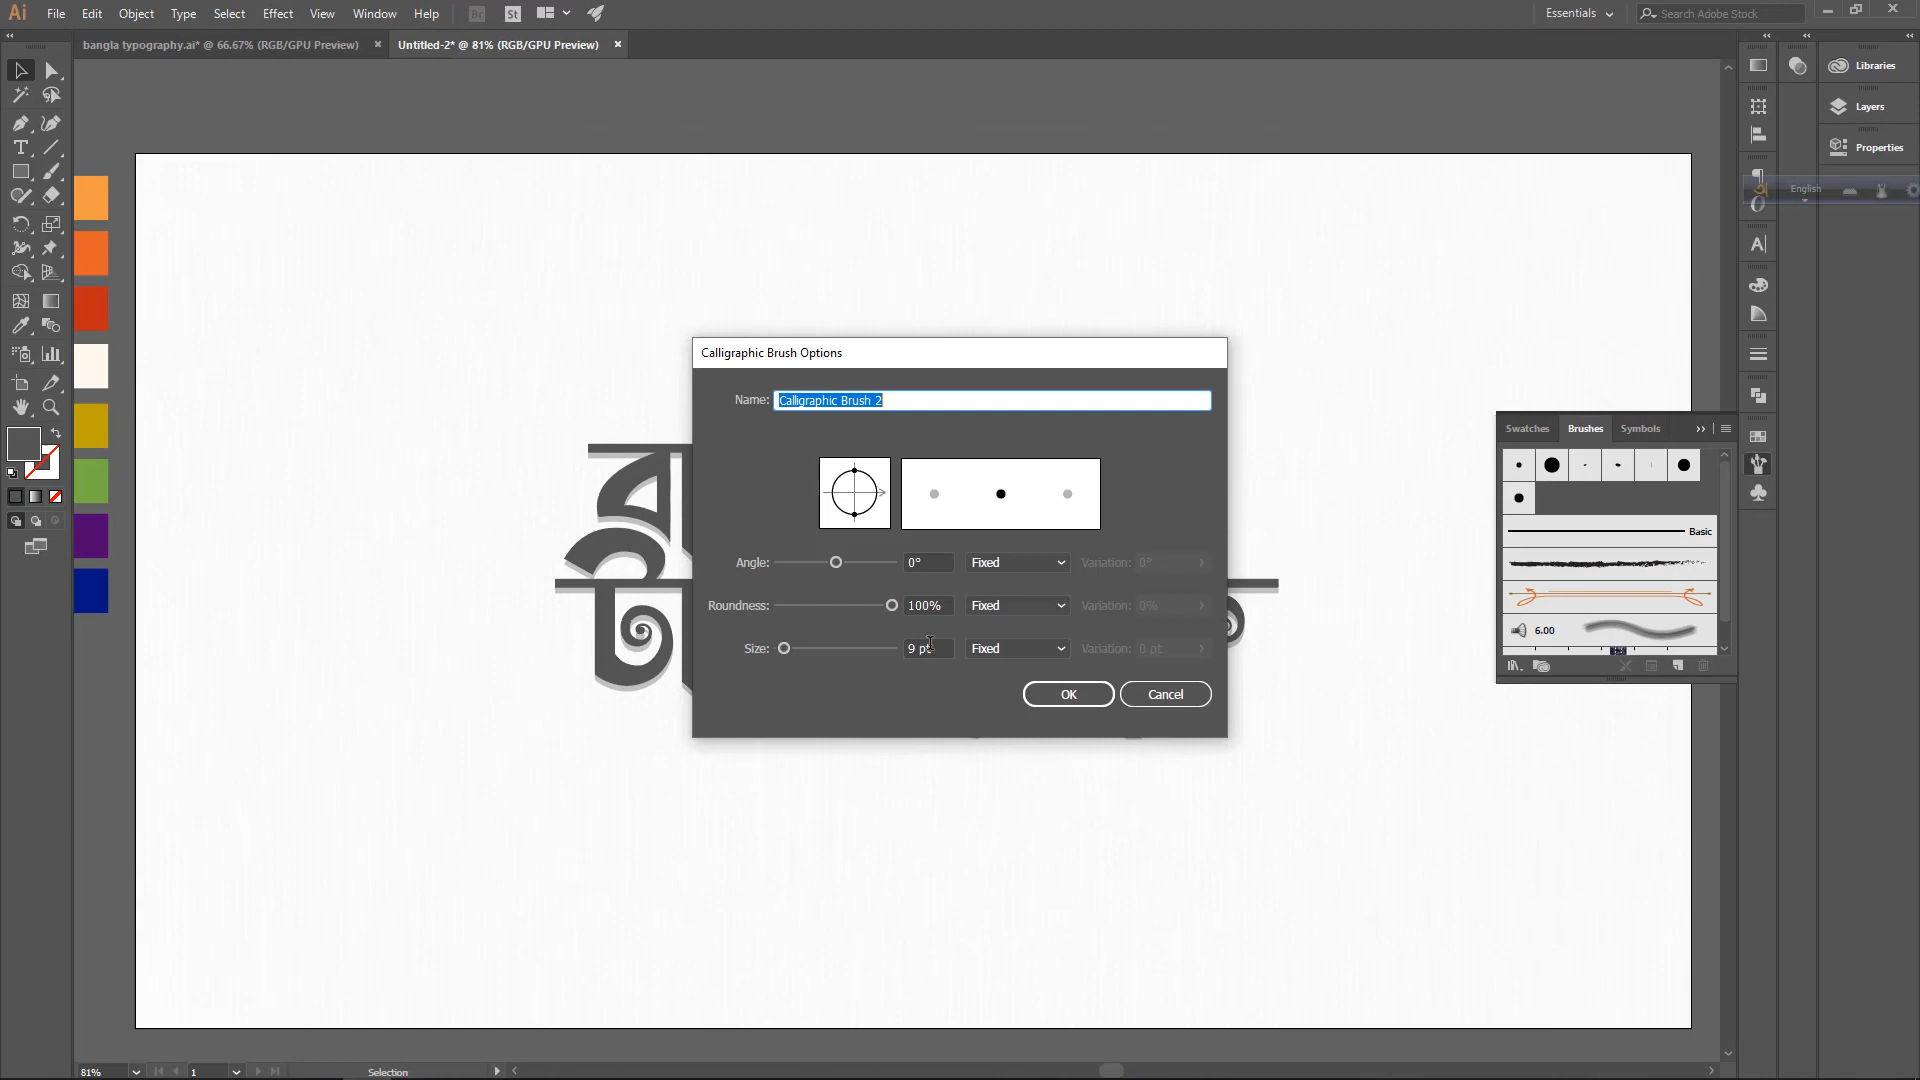 Ai File Edit Object Type Select Effect View Window Help Br St Essentials Search Adobe Stock
bangla typography.ai* @ 66.67% (RGB/GPU Preview) × Untitled-2* @ 81% (RGB/GPU Preview) ×
Libraries
Layers
Properties
English
Calligraphic Brush Options
Name: Calligraphic Brush 2
Angle: 0° Fixed Variation: 0°
Roundness: 100% Fixed Variation: 0%
Size: 9 pt Fixed Variation: 0 pt
OK Cancel
Swatches Brushes Symbols
Basic
6.00
81% 1 Selection